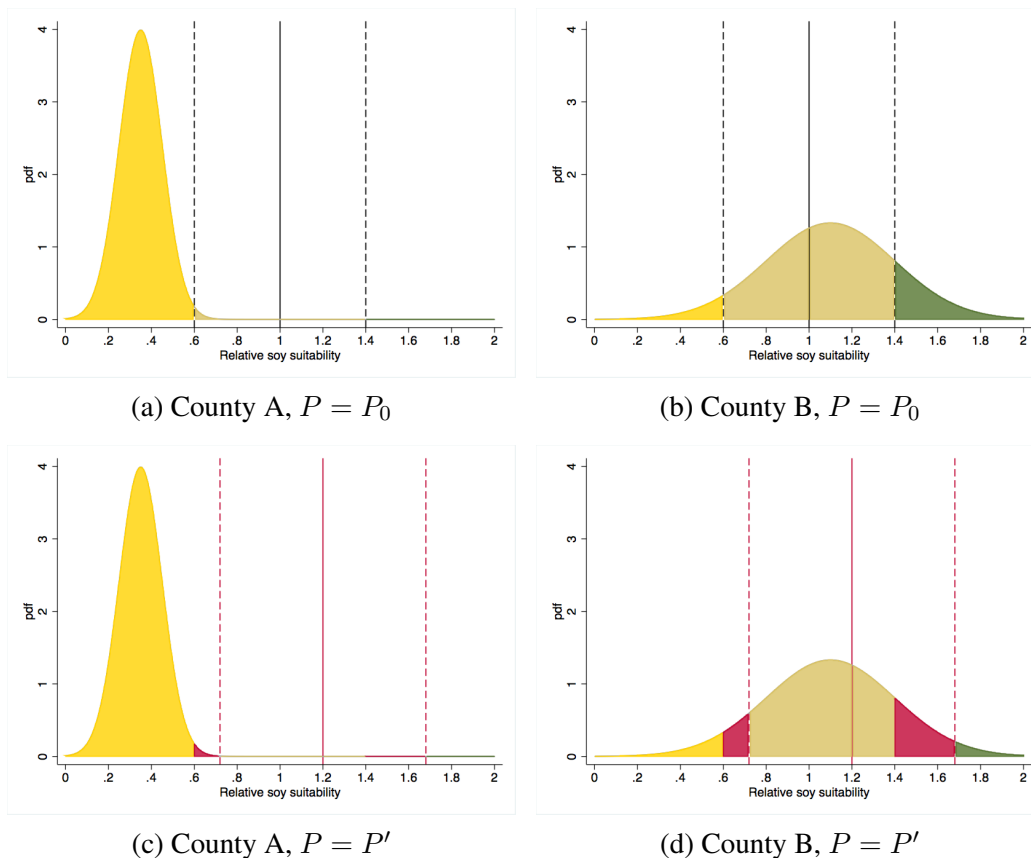 4
3
2
1
0
pdf
0 .2 .4 .6 .8 1 1.2 1.4 1.6 1.8 2
Relative soy suitability
(a) County A, P = P₀
4
3
2
1
0
pdf
0 .2 .4 .6 .8 1 1.2 1.4 1.6 1.8 2
Relative soy suitability
(b) County B, P = P₀
4
3
2
1
0
pdf
0 .2 .4 .6 .8 1 1.2 1.4 1.6 1.8 2
Relative soy suitability
(c) County A, P = P′
4
3
2
1
0
pdf
0 .2 .4 .6 .8 1 1.2 1.4 1.6 1.8 2
Relative soy suitability
(d) County B, P = P′